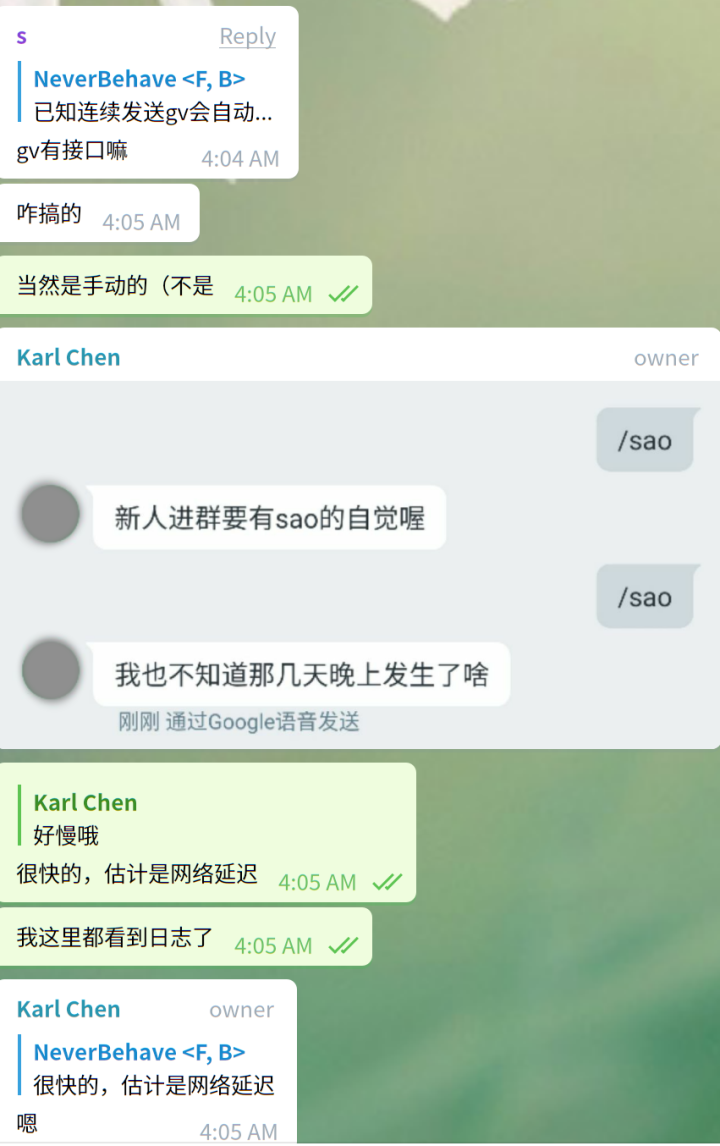 s Reply
NeverBehave <F, B>
已知连续发送gv会自动...
gv有接口嘛 4:04 AM
咋搞的 4:05 AM
当然是手动的（不是 4:05 AM
Karl Chen owner
/sao
新人进群要有sao的自觉喔
/sao
我也不知道那几天晚上发生了啥
刚刚 通过Google语音发送
Karl Chen
好慢哦
很快的，估计是网络延迟 4:05 AM
我这里都看到日志了 4:05 AM
Karl Chen owner
NeverBehave <F, B>
很快的，估计是网络延迟
嗯 4:05 AM